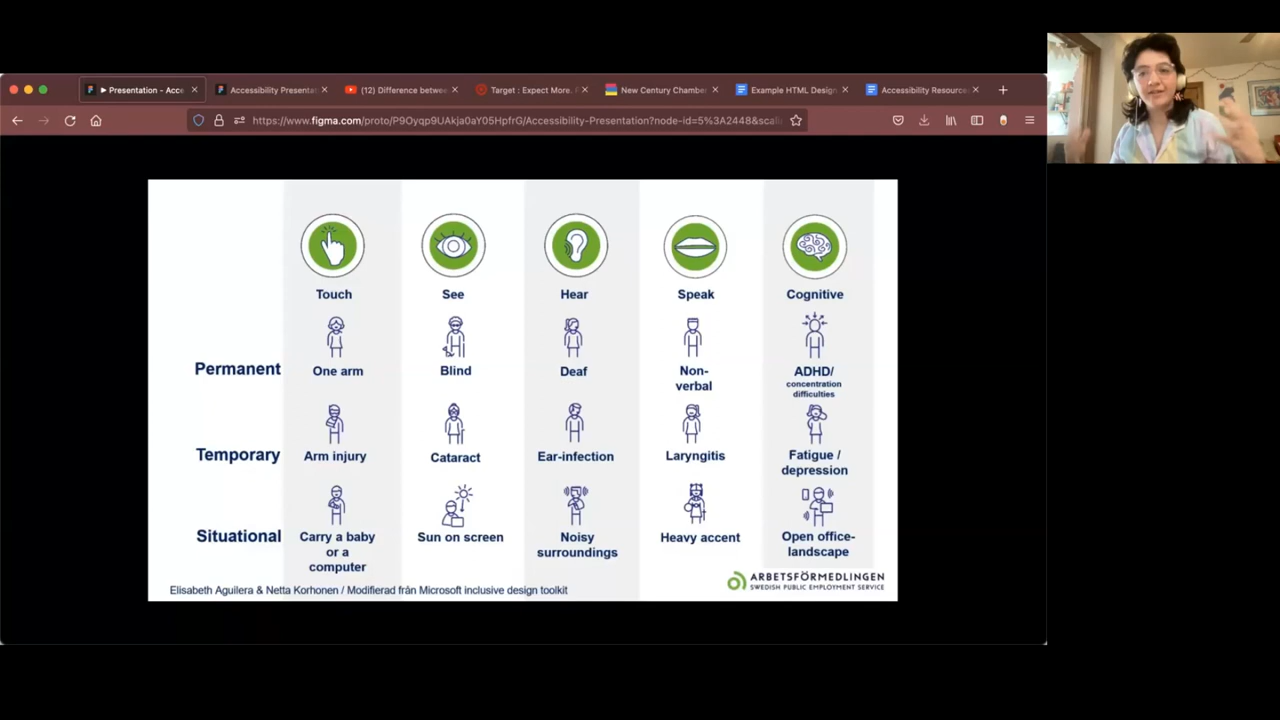 ▶ Presentation - Acce
Accessibility Presentat
(12) Difference betwee
Target : Expect More. P
New Century Chamber
Example HTML Design
Accessibility Resource
https://www.figma.com/proto/P9Oyqp9UAkja0aY05HpfrG/Accessibility-Presentation?node-id=5%3A2448&scal
Touch
See
Hear
Speak
Cognitive
Permanent
One arm
Blind
Deaf
Non-
verbal
ADHD/
concentration
difficulties
Temporary
Arm injury
Cataract
Ear-infection
Laryngitis
Fatigue /
depression
Situational
Carry a baby
or a
computer
Sun on screen
Noisy
surroundings
Heavy accent
Open office-
landscape
Elisabeth Aguilera & Netta Korhonen / Modifierad från Microsoft inclusive design toolkit
ARBETSFÖRMEDLINGEN
SWEDISH PUBLIC EMPLOYMENT SERVICE